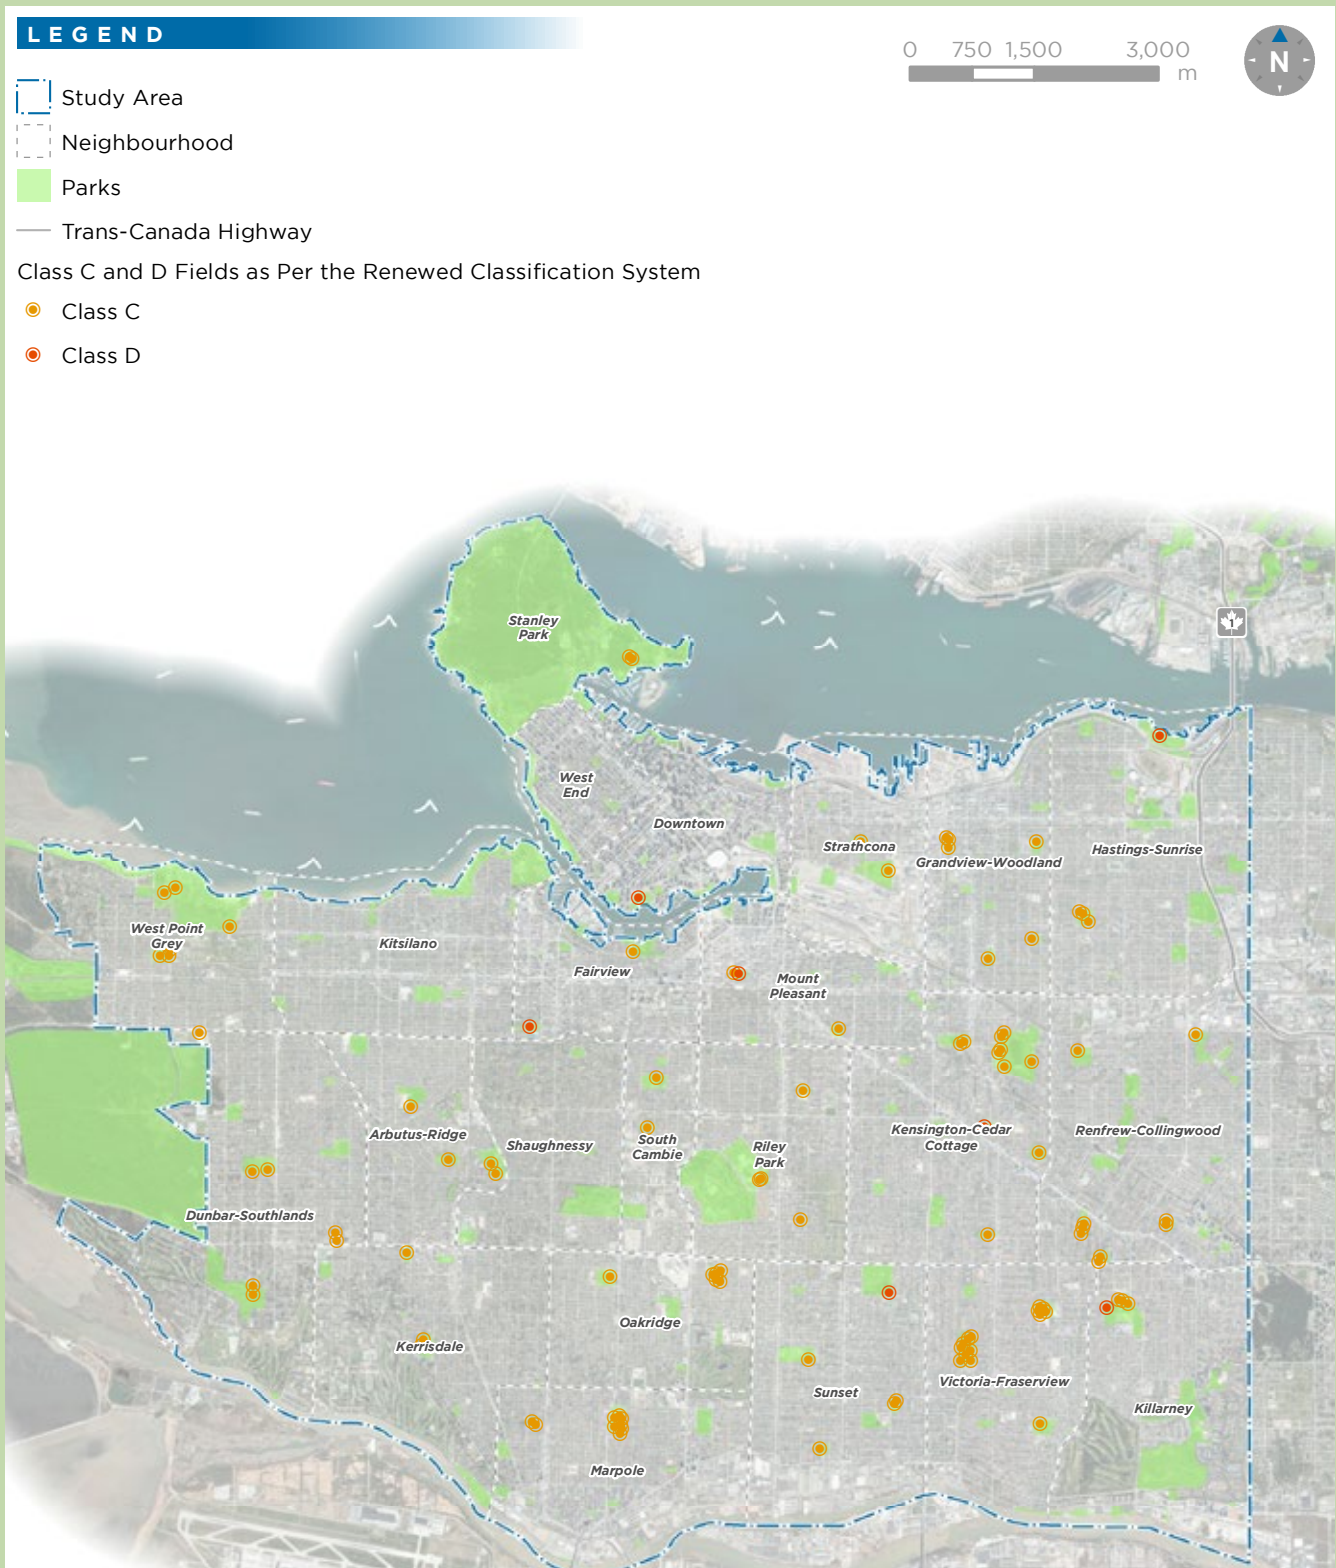 LEGEND
Study Area
Neighbourhood
Parks
Trans-Canada Highway
Class C and D Fields as Per the Renewed Classification System
Class C
Class D
0 750 1,500 3,000
m
N
1
Stanley
Park
West
End
Downtown
Strathcona
Grandview-Woodland
Hastings-Sunrise
West Point
Grey
Kitsilano
Fairview
Mount
Pleasant
Arbutus-Ridge
Shaughnessy
South
Cambie
Riley
Park
Kensington-Cedar
Cottage
Renfrew-Collingwood
Dunbar-Southlands
Oakridge
Kerrisdale
Sunset
Victoria-Fraserview
Killarney
Marpole